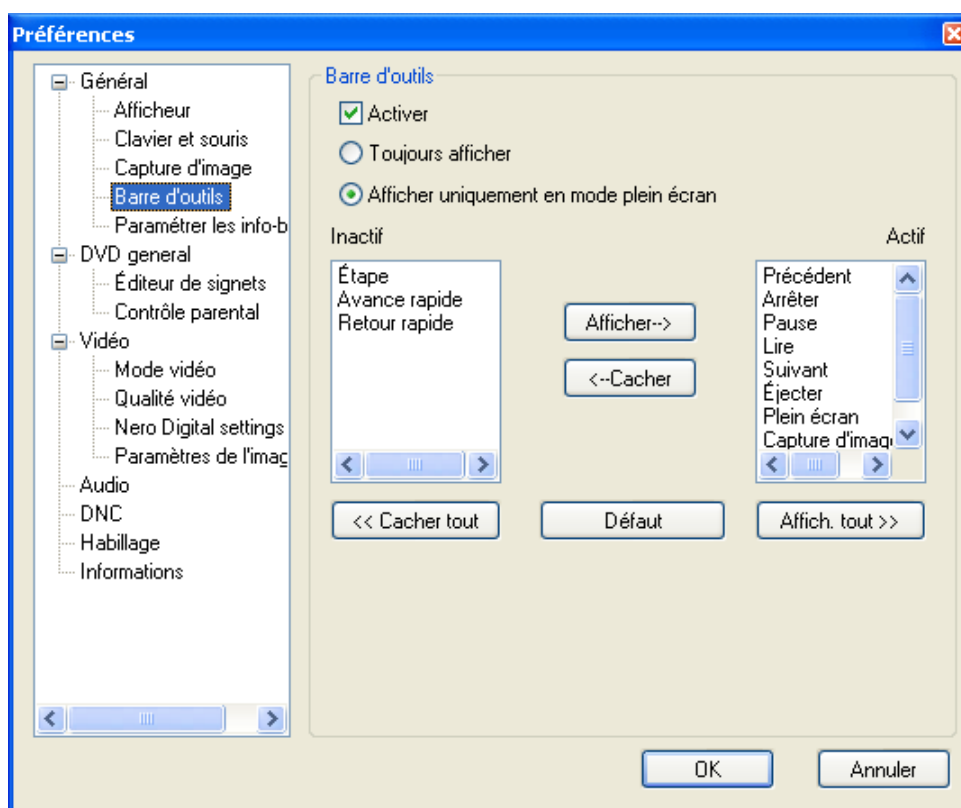 Préférences
Général
Afficheur
Clavier et souris
Capture d'image
Barre d'outils
Paramétrer les info-b
DVD general
Éditeur de signets
Contrôle parental
Vidéo
Mode vidéo
Qualité vidéo
Nero Digital settings
Paramètres de l'imag
Audio
DNC
Habillage
Informations
Barre d'outils
Activer
Toujours afficher
Afficher uniquement en mode plein écran
Inactif
Étape
Avance rapide
Retour rapide
Afficher-->
<--Cacher
Actif
Précédent
Arrêter
Pause
Lire
Suivant
Éjecter
Plein écran
Capture d'imag
<< Cacher tout
Défaut
Affich. tout >>
OK
Annuler